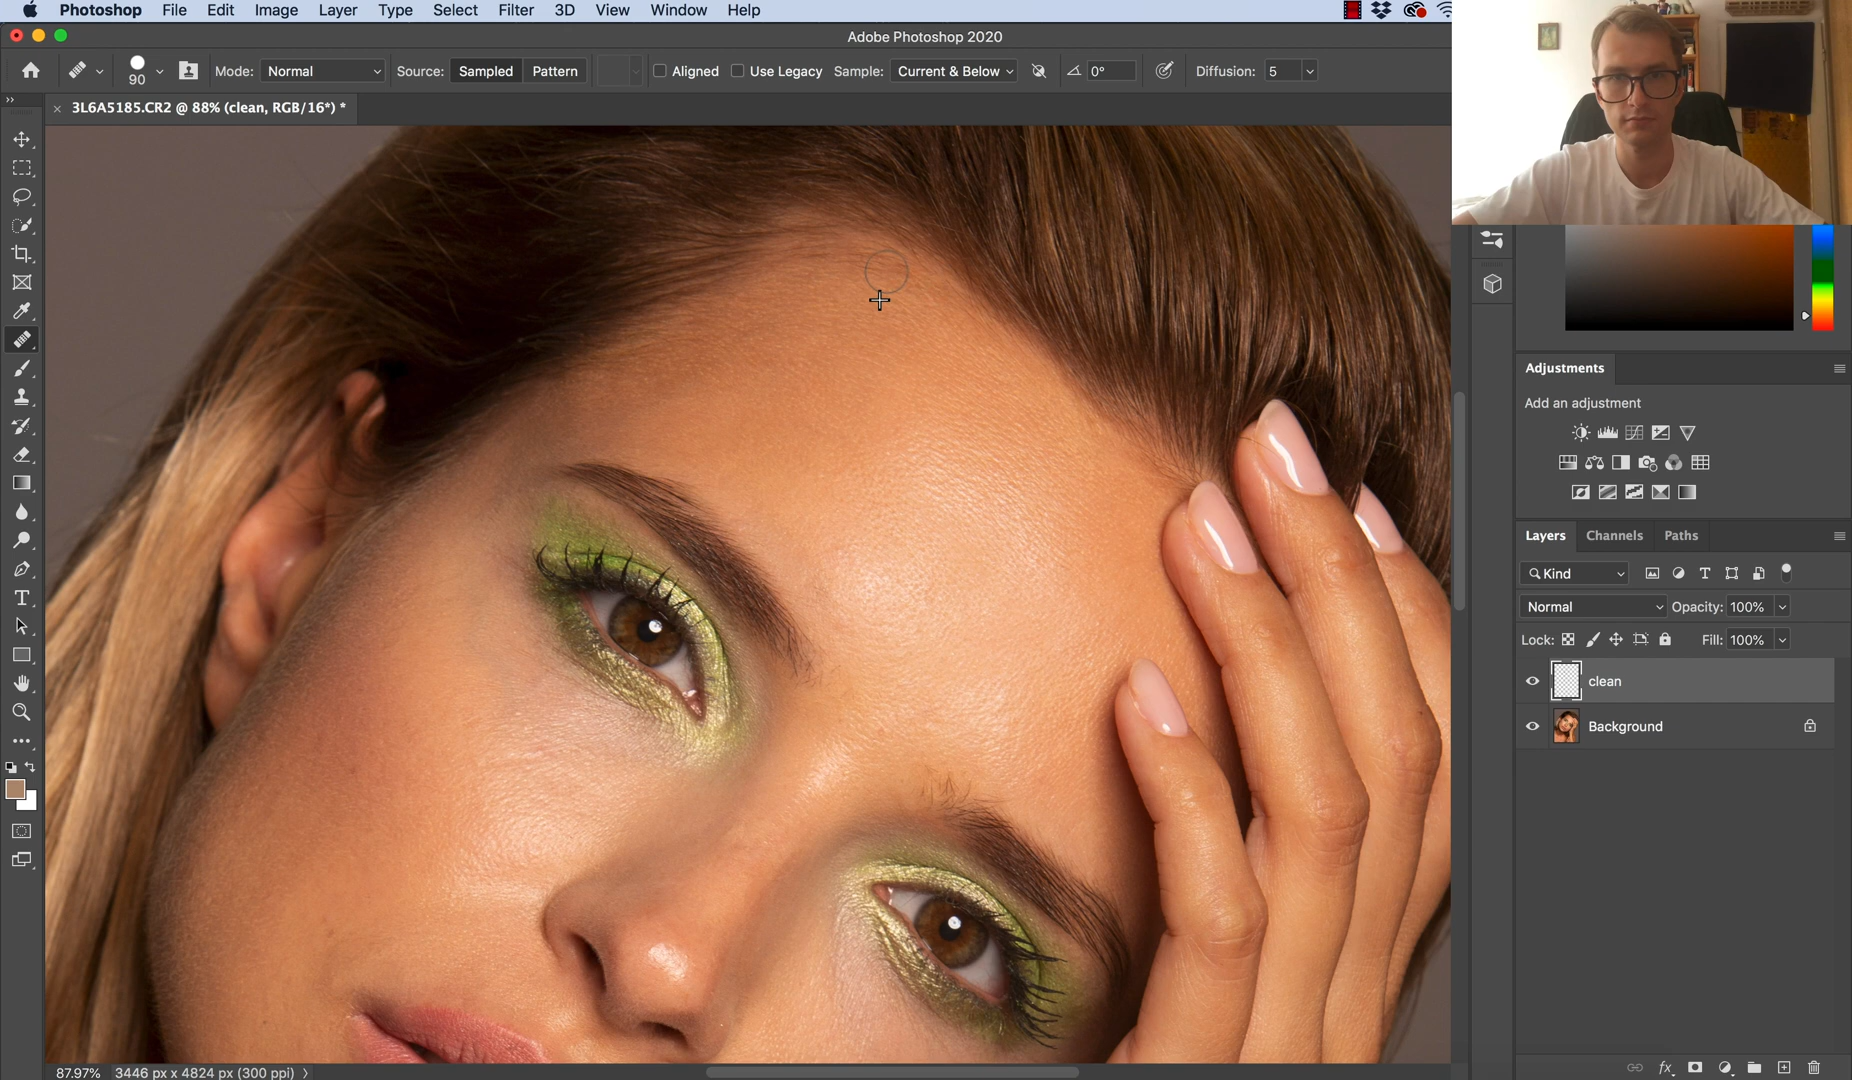 Photoshop File Edit Image Layer Type Select Filter 3D View Window Help
Adobe Photoshop 2020
90 Mode: Normal Source: Sampled Pattern Aligned Use Legacy Sample: Current & Below 0° Diffusion: 5
3L6A5185.CR2 @ 88% (clean, RGB/16*) *
Adjustments
Add an adjustment
Layers Channels Paths
Kind
Normal Opacity: 100%
Lock: Fill: 100%
clean
Background
87.97% 3446 px x 4824 px (300 ppi)